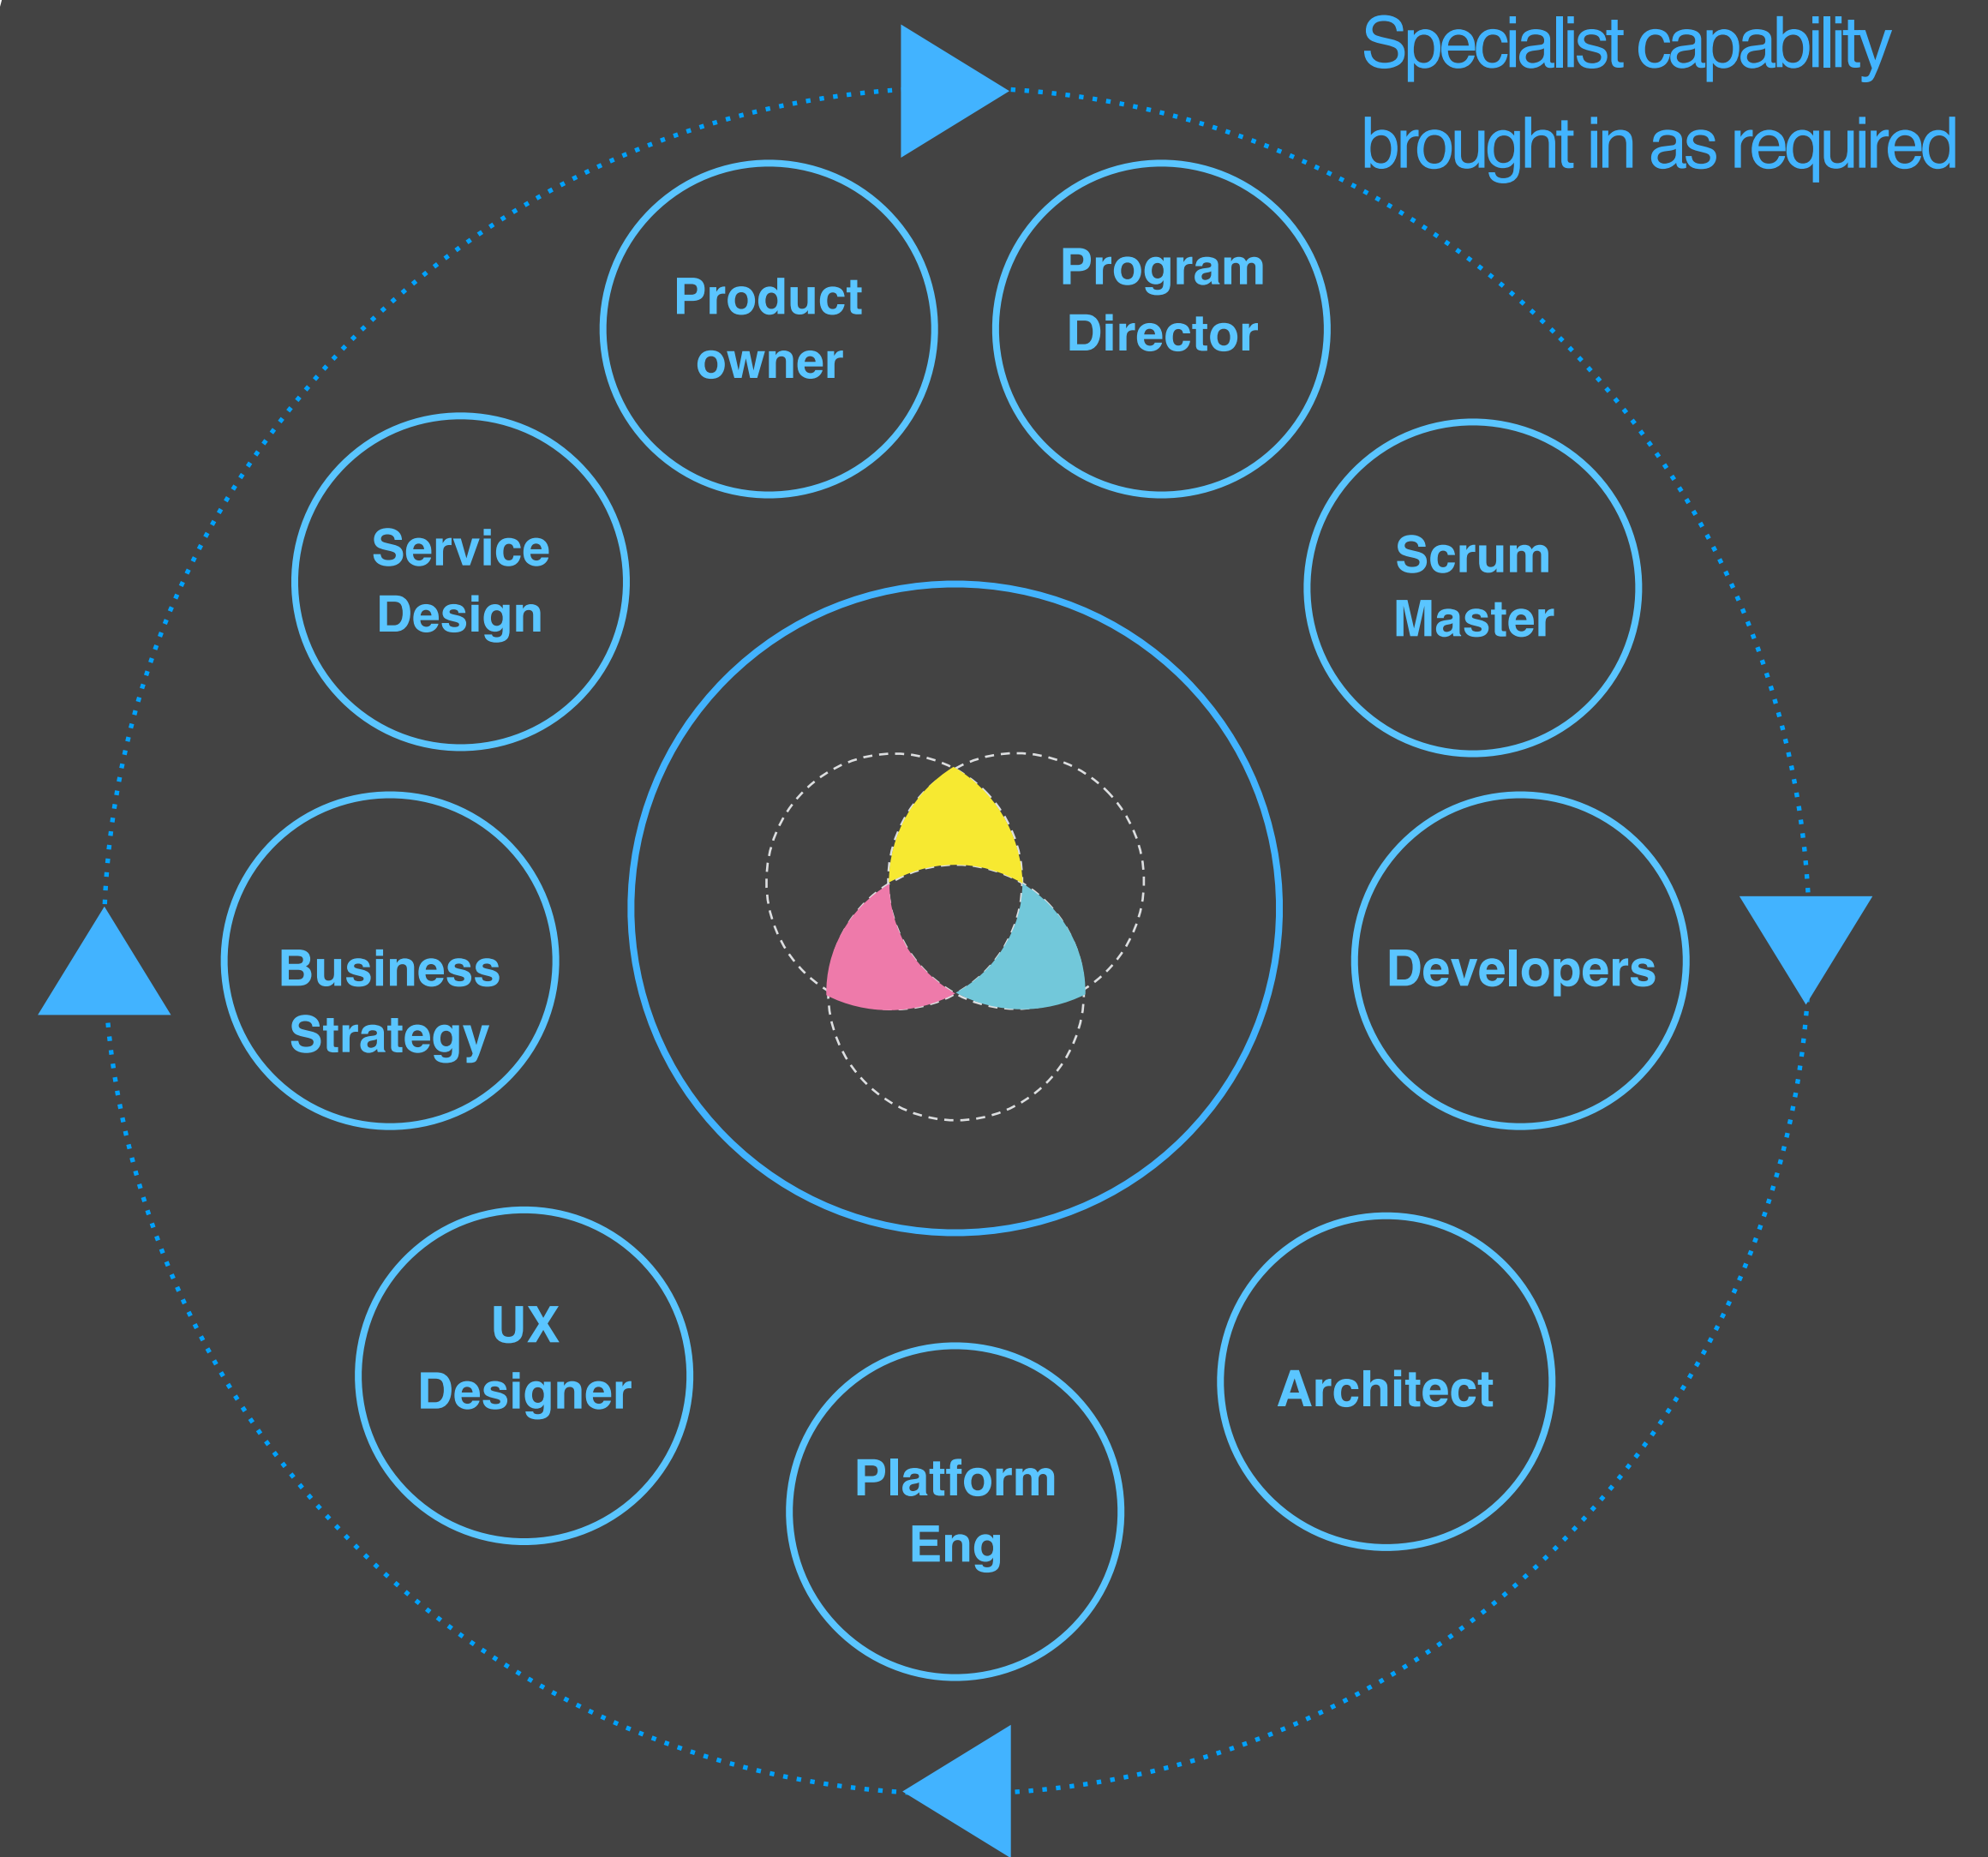 Specialist capability
brought in as required
Product
owner
Program
Director
Service
Design
Scrum
Master
Business
Strategy
Developers
UX
Designer
Architect
Platform
Eng